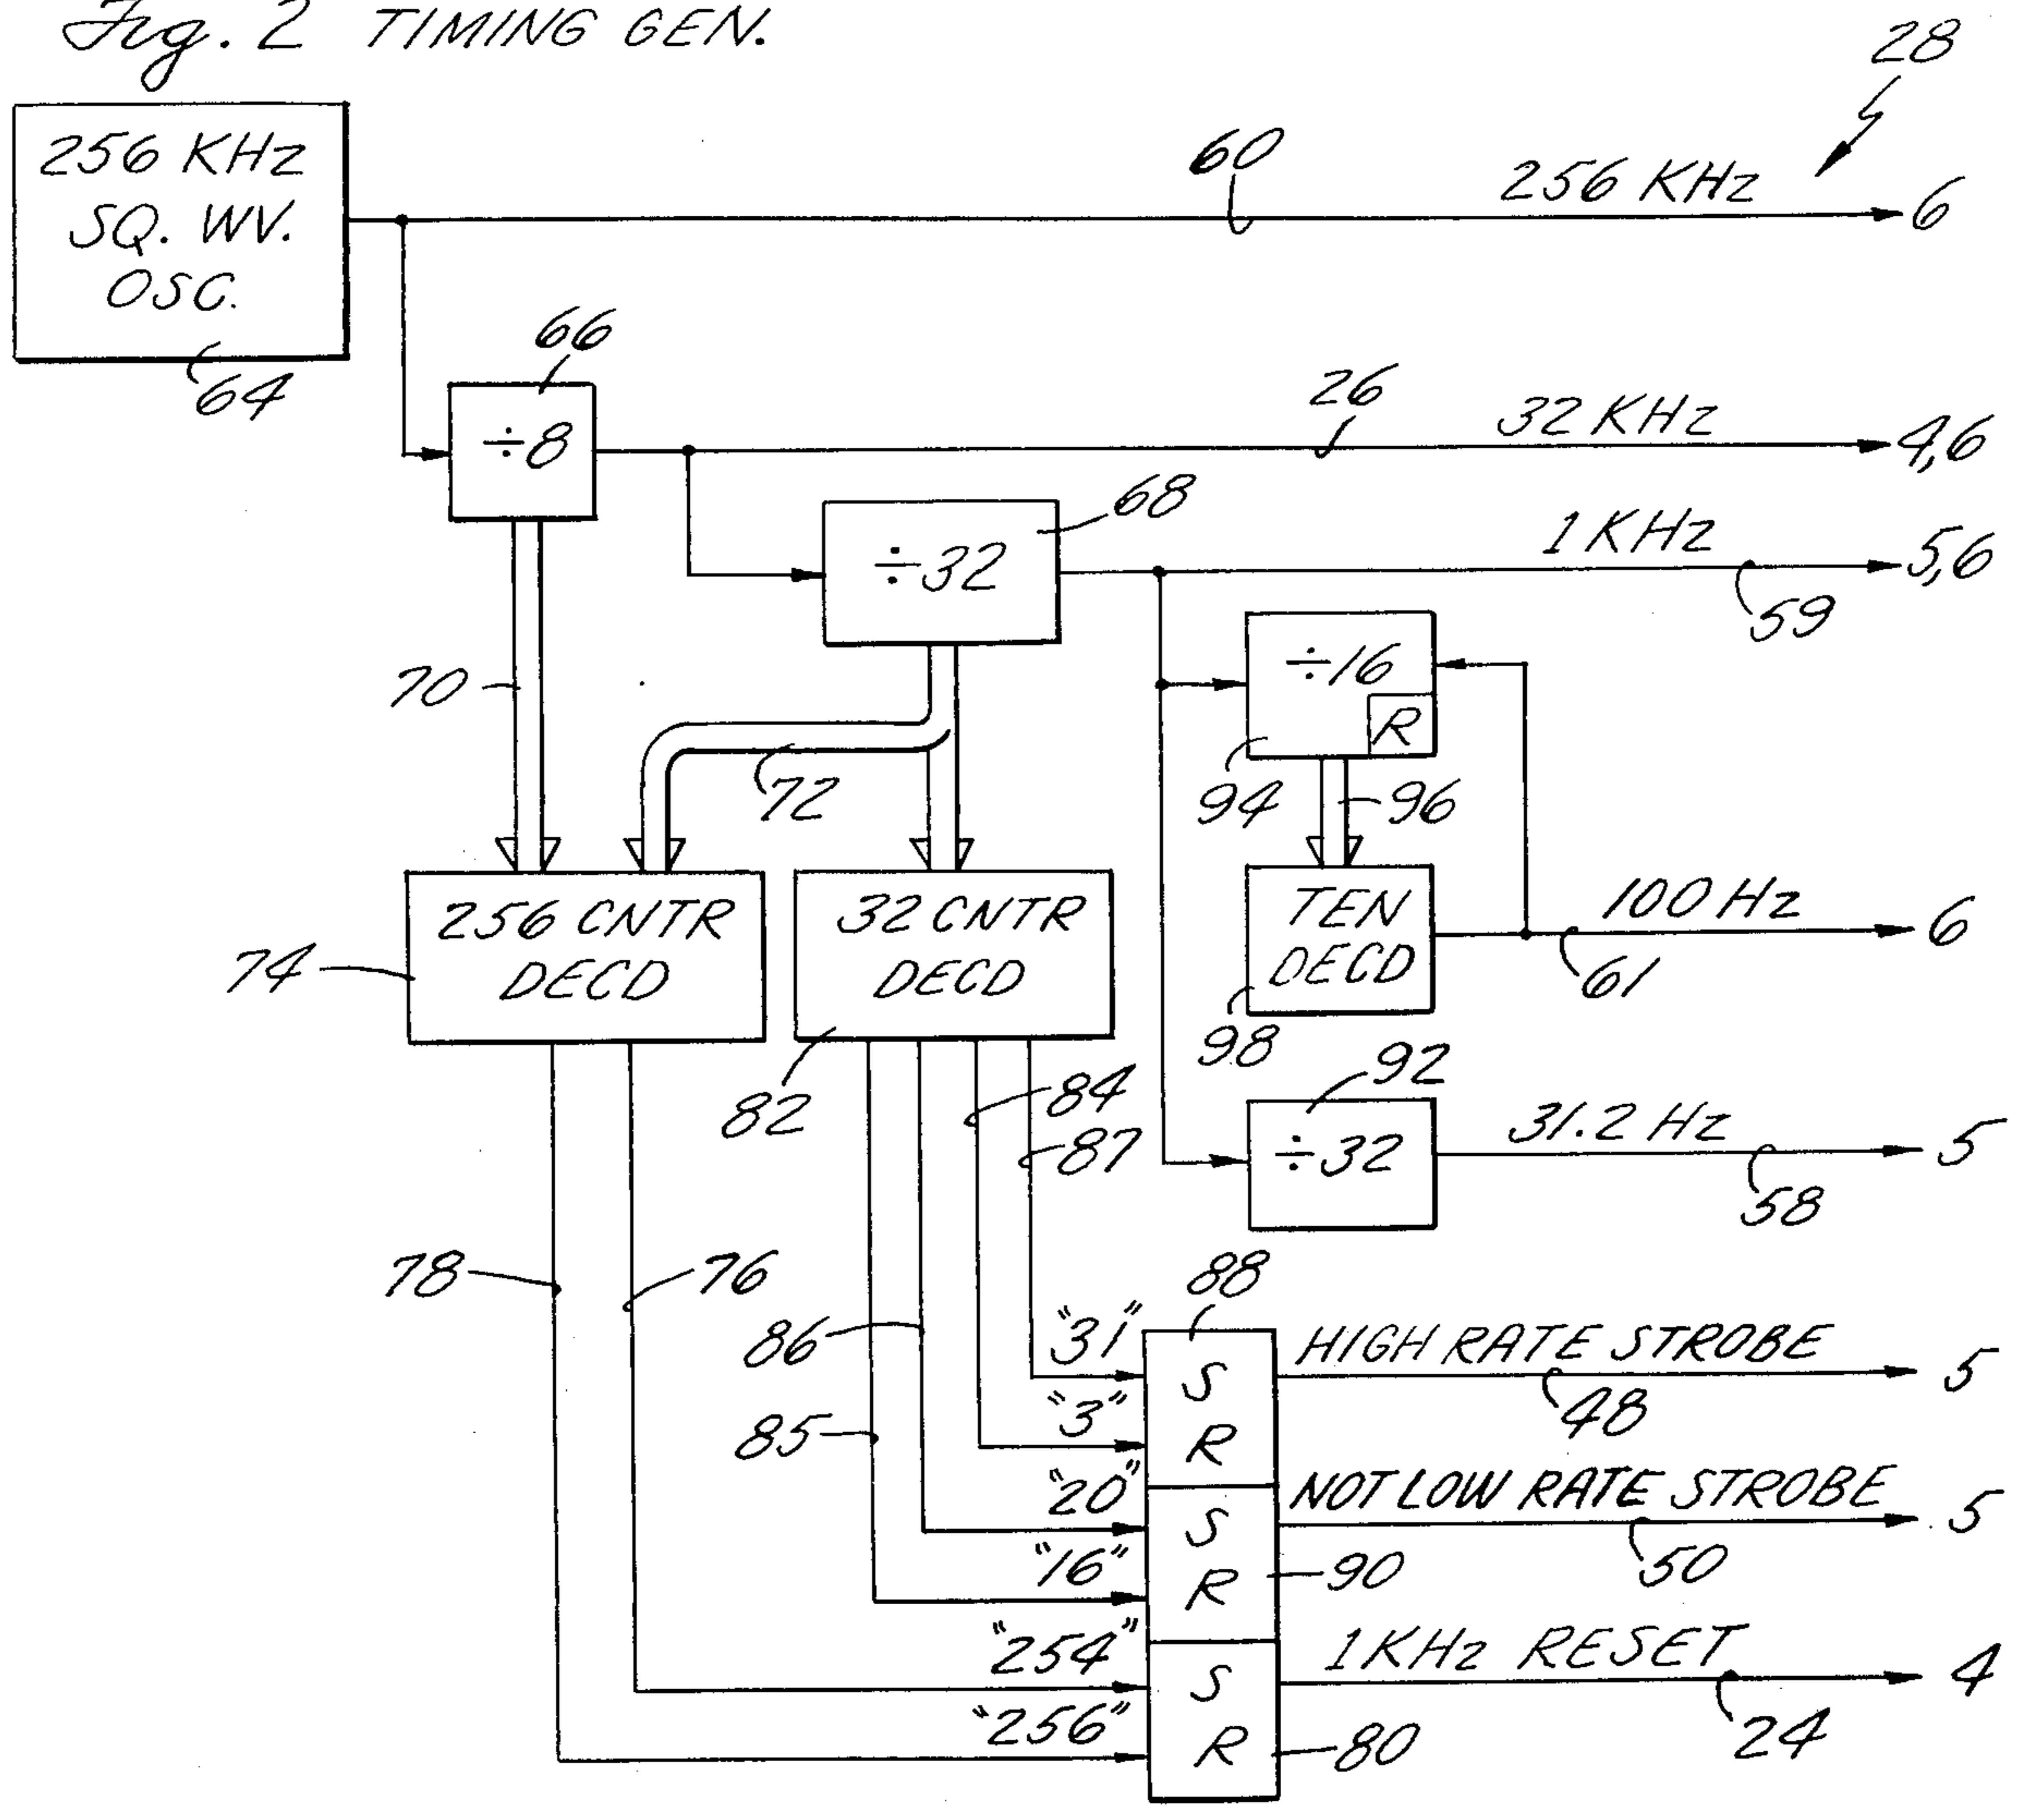 Fig. 2 TIMING GEN.
28
256 KHz
SQ. WV.
OSC.
64
60
256 KHz
6
66
÷8
26
32 KHz
4,6
68
÷32
1 KHz
5,6
59
70
72
÷16
R
94
96
74
256 CNTR
DECD
32 CNTR
DECD
82
TEN
DECD
98
100 Hz
6
61
84
87
92
÷32
31.2 Hz
5
58
78
76
86
85
88
"31"
S
HIGH RATE STROBE
5
48
"3"
R
"20"
S
NOT LOW RATE STROBE
5
50
"16"
R
90
"254"
S
1KHz RESET
4
24
"256"
R
80